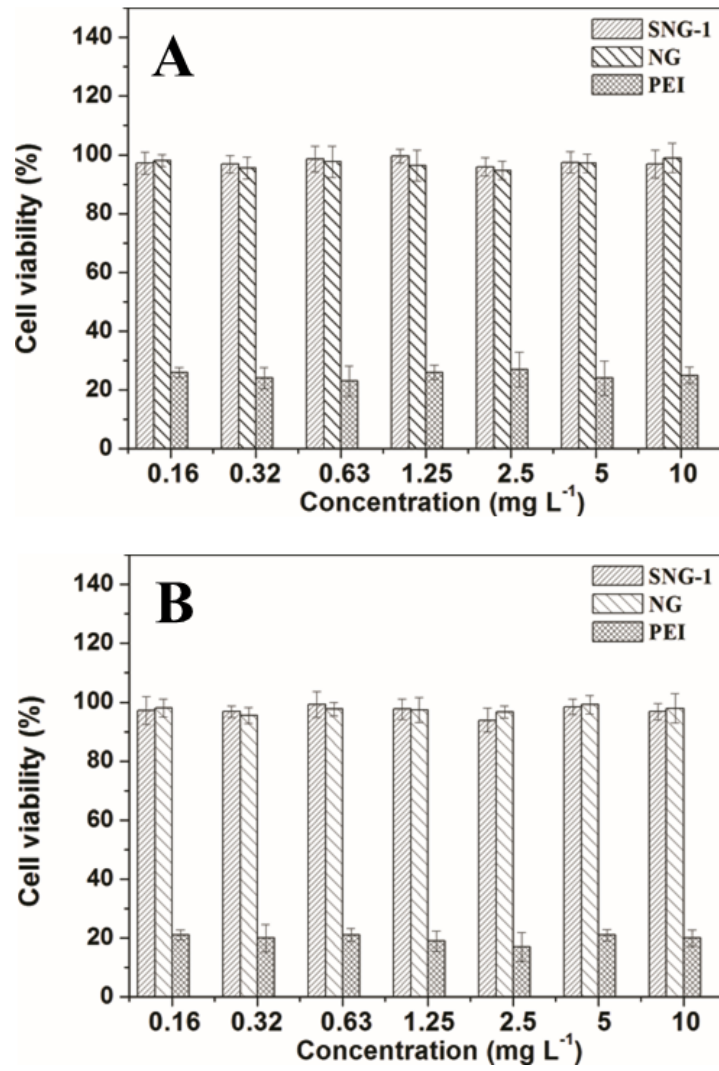 A
SNG-1
NG
PEI
140
120
100
80
60
40
20
0
Cell viability (%)
0.16 0.32 0.63 1.25 2.5 5 10
Concentration (mg L⁻¹)
B
SNG-1
NG
PEI
140
120
100
80
60
40
20
0
Cell viability (%)
0.16 0.32 0.63 1.25 2.5 5 10
Concentration (mg L⁻¹)